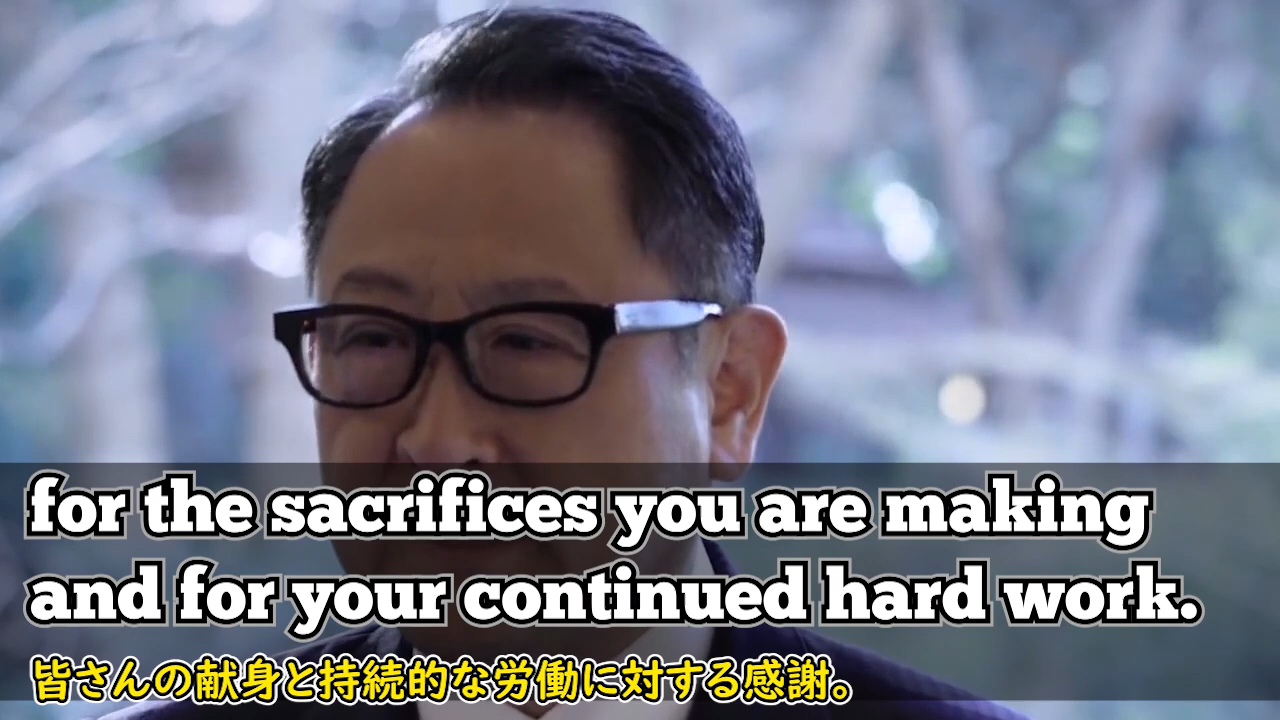 for the sacrifices you are making
and for your continued hard work.
皆さんの献身と持続的な労働に対する感謝。